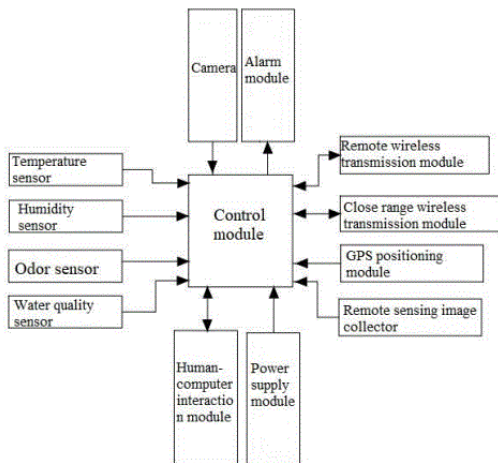 Camera
Alarm
module
Temperature
sensor
Humidity
sensor
Odor sensor
Water quality
sensor
Control
module
Remote wireless
transmission module
Close range wireless
transmission module
GPS positioning
module
Remote sensing image
collector
Human-
computer
interactio
n module
Power
supply
module